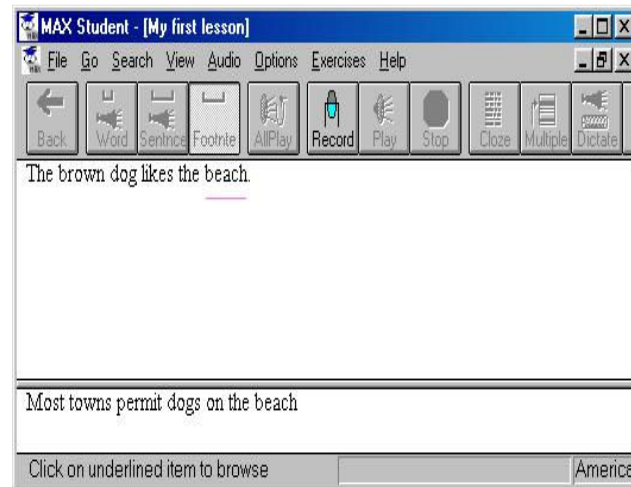 MAX Student - [My first lesson]
File Go Search View Audio Options Exercises Help
Back Word Sentnce Footnte AllPlay Record Play Stop Cloze Multiple Dictate
The brown dog likes the beach.
Most towns permit dogs on the beach
Click on underlined item to browse Americe